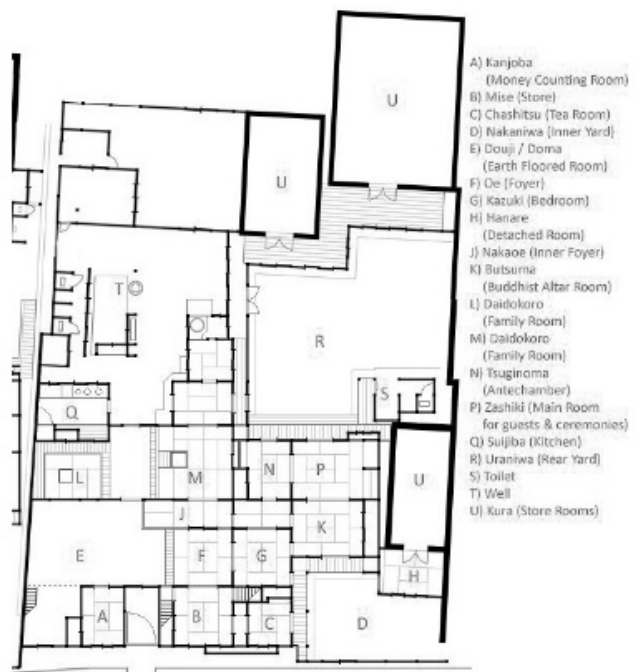 U
U
T
R
S
Q
L
M
N
P
U
J
K
E
F
G
H
A
B
C
D
A) Kanjoba
(Money Counting Room)
B) Mise (Store)
C) Chashitsu (Tea Room)
D) Nakaniwa (Inner Yard)
E) Douji / Doma
(Earth Floored Room)
F) Oe (Foyer)
G) Kazuki (Bedroom)
H) Hanare
(Detached Room)
J) Nakaoe (Inner Foyer)
K) Butsuma
(Buddhist Altar Room)
L) Daidokoro
(Family Room)
M) Daidokoro
(Family Room)
N) Tsuginoma
(Antechamber)
P) Zashiki (Main Room
for guests & ceremonies)
Q) Suijiba (Kitchen)
R) Uraniwa (Rear Yard)
S) Toilet
T) Well
U) Kura (Store Rooms)